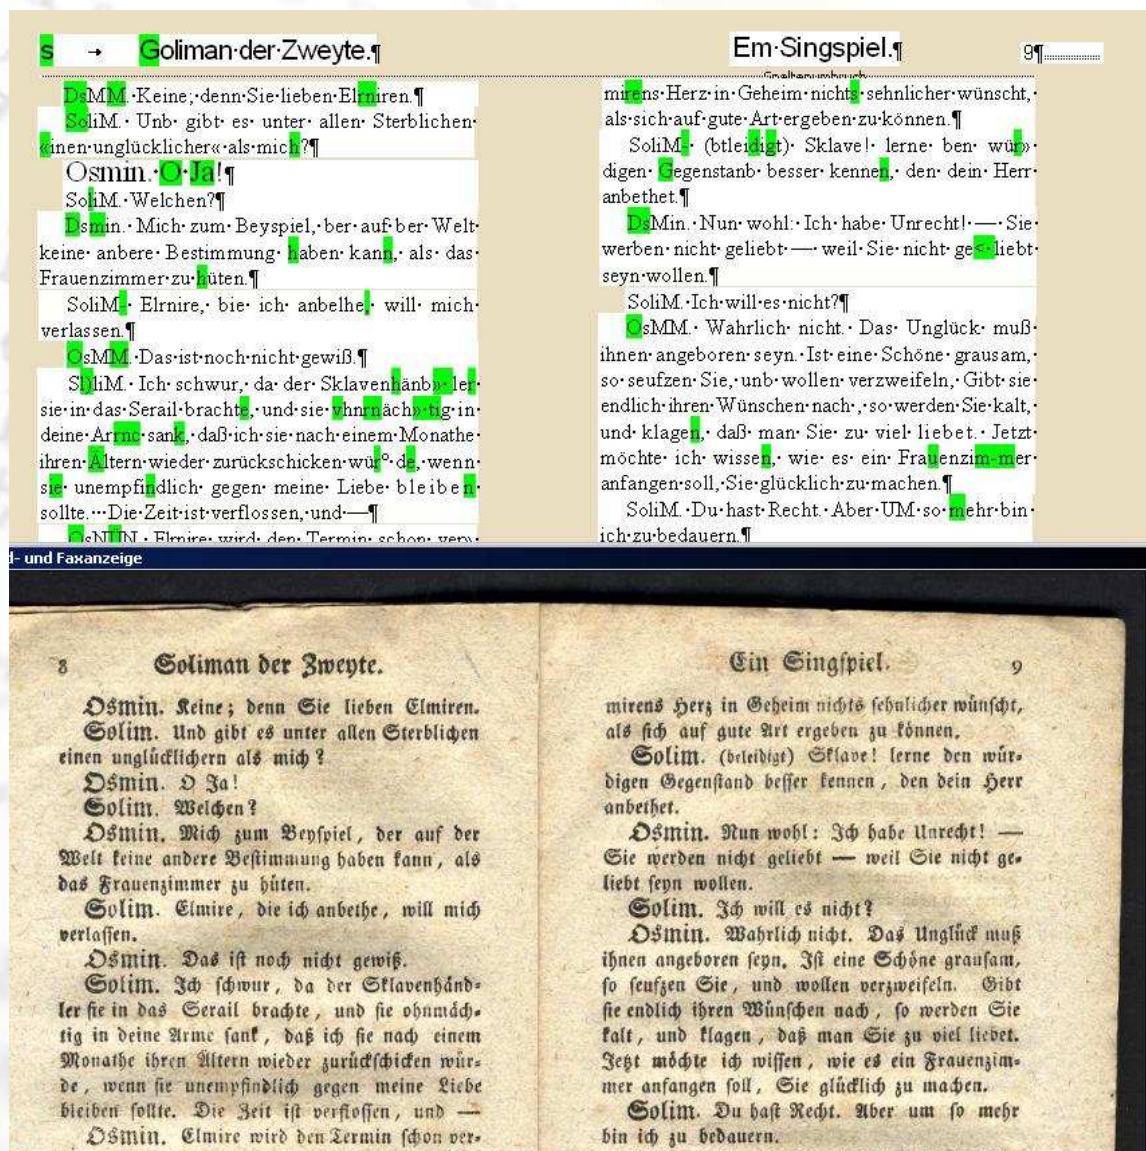 s → Goliman·der·Zweyte.¶
DsMM.·Keine;·denn·Sie·lieben·Elrniren.¶
SoliM.·Unb·gibt·es·unter·allen·Sterblichen·
«inen·unglücklicher«·als·mich?¶
Osmin.·O·Ja!¶
SoliM.·Welchen?¶
Dsmin.·Mich·zum·Beyspiel,·ber·auf·ber·Welt·
keine·anbere·Bestimmung·haben·kann,·als·das·
Frauenzimmer·zu·hüten.¶
SoliM-·Elrnire,·bie·ich·anbelhe,·will·mich·
verlassen.¶
OsMM.·Das·ist·noch·nicht·gewiß.¶
Sl)liM.·Ich·schwur,·da·der·Sklavenhänb»·ler·
sie·in·das·Serail·brachte,·und·sie·vhnrnäch»·tig·in·
deine·Arrnc·sank,·daß·ich·sie·nach·einem·Monathe·
ihren·Ältern·wieder·zurückschicken·würº·de,·wenn·
sie·unempfindlich·gegen·meine·Liebe·bleiben·
sollte.··Die·Zeit·ist·verflossen,·und·—¶
OsNÜN.·Elrnire·wird·den·Termin·schon·ver»·
Em·Singspiel.¶ 9¶
Spaltenumbruch
mirens·Herz·in·Geheim·nichts·sehnlicher·wünscht,·
als·sich·auf·gute·Art·ergeben·zu·können.¶
SoliM-·(btleidigt)·Sklave!·lerne·ben·wür»·
digen·Gegenstanb·besser·kennen,·den·dein·Herr·
anbethet.¶
DsMin.·Nun·wohl:·Ich·habe·Unrecht!·—·Sie·
werben·nicht·geliebt·—·weil·Sie·nicht·ge<·liebt·
seyn·wollen.¶
SoliM.·Ich·will·es·nicht?¶
OsMM.·Wahrlich·nicht.·Das·Unglück·muß·
ihnen·angeboren·seyn.·Ist·eine·Schöne·grausam,·
so·seufzen·Sie,·unb·wollen·verzweifeln,·Gibt·sie·
endlich·ihren·Wünschen·nach·,·so·werden·Sie·kalt,·
und·klagen,·daß·man·Sie·zu·viel·liebet.·Jetzt·
möchte·ich·wissen,·wie·es·ein·Frauenzim-mer·
anfangen·soll,·Sie·glücklich·zu·machen.¶
SoliM.·Du·hast·Recht.·Aber·UM·so·mehr·bin·
ich·zu·bedauern.¶
d- und Faxanzeige
8 Soliman der Zweyte.
Osmin. Keine; denn Sie lieben Elmiren.
Solim. Und gibt es unter allen Sterblichen
einen unglücklichern als mich?
Osmin. O Ja!
Solim. Welchen?
Osmin. Mich zum Beyspiel, der auf der
Welt keine andere Bestimmung haben kann, als
das Frauenzimmer zu hüten.
Solim. Elmire, die ich anbethe, will mich
verlassen.
Osmin. Das ist noch nicht gewiß.
Solim. Ich schwur, da der Sklavenhänd-
ler sie in das Serail brachte, und sie ohnmäch-
tig in deine Arme sank, daß ich sie nach einem
Monathe ihren Ältern wieder zurückschicken wür-
de, wenn sie unempfindlich gegen meine Liebe
bleiben sollte. Die Zeit ist verflossen, und —
Osmin. Elmire wird den Termin schon ver-
Ein Singspiel. 9
mirens Herz in Geheim nichts sehnlicher wünscht,
als sich auf gute Art ergeben zu können.
Solim. (beleidigt) Sklave! lerne den wür-
digen Gegenstand besser kennen, den dein Herr
anbethet.
Osmin. Nun wohl: Ich habe Unrecht! —
Sie werden nicht geliebt — weil Sie nicht ge-
liebt seyn wollen.
Solim. Ich will es nicht?
Osmin. Wahrlich nicht. Das Unglück muß
ihnen angeboren seyn. Ist eine Schöne grausam,
so seufzen Sie, und wollen verzweifeln. Gibt
sie endlich ihren Wünschen nach, so werden Sie
kalt, und klagen, daß man Sie zu viel liebet.
Jetzt möchte ich wissen, wie es ein Frauenzim-
mer anfangen soll, Sie glücklich zu machen.
Solim. Du hast Recht. Aber um so mehr
bin ich zu bedauern.